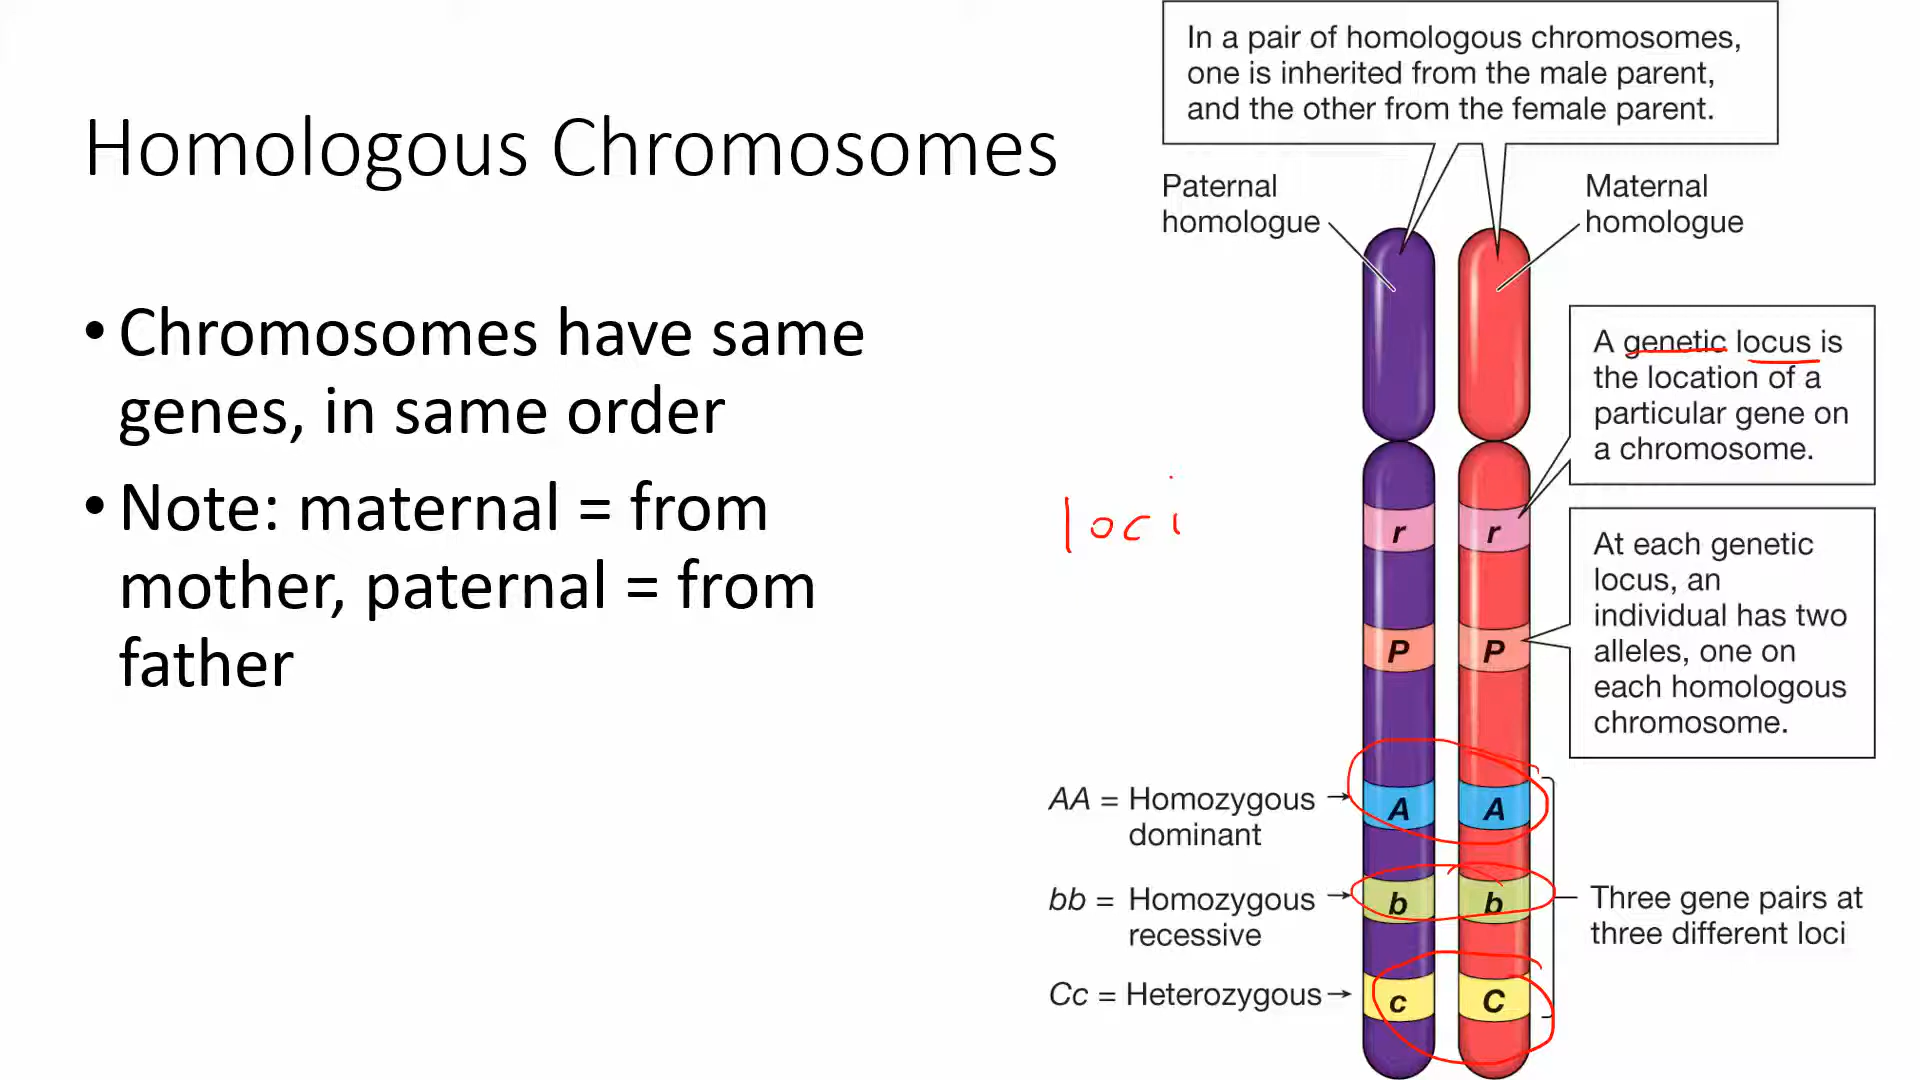 Homologous Chromosomes
• Chromosomes have same
genes, in same order
• Note: maternal = from
mother, paternal = from
father
In a pair of homologous chromosomes,
one is inherited from the male parent,
and the other from the female parent.
Paternal
homologue
Maternal
homologue
A genetic locus is
the location of a
particular gene on
a chromosome.
loci
r r
At each genetic
locus, an
individual has two
alleles, one on
each homologous
chromosome.
P P
AA = Homozygous
dominant
A A
bb = Homozygous
recessive
b b
Three gene pairs at
three different loci
Cc = Heterozygous
c C